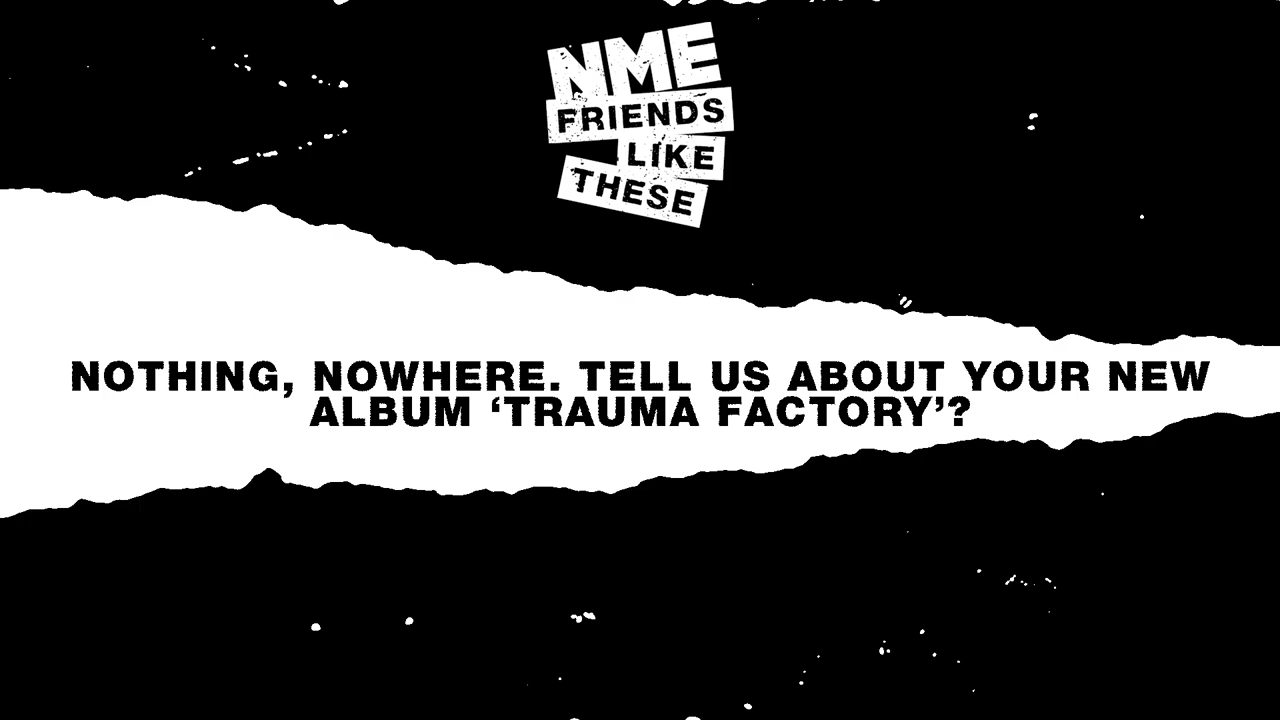 NME
FRIENDS
LIKE
THESE
NOTHING, NOWHERE. TELL US ABOUT YOUR NEW
ALBUM ‘TRAUMA FACTORY’?